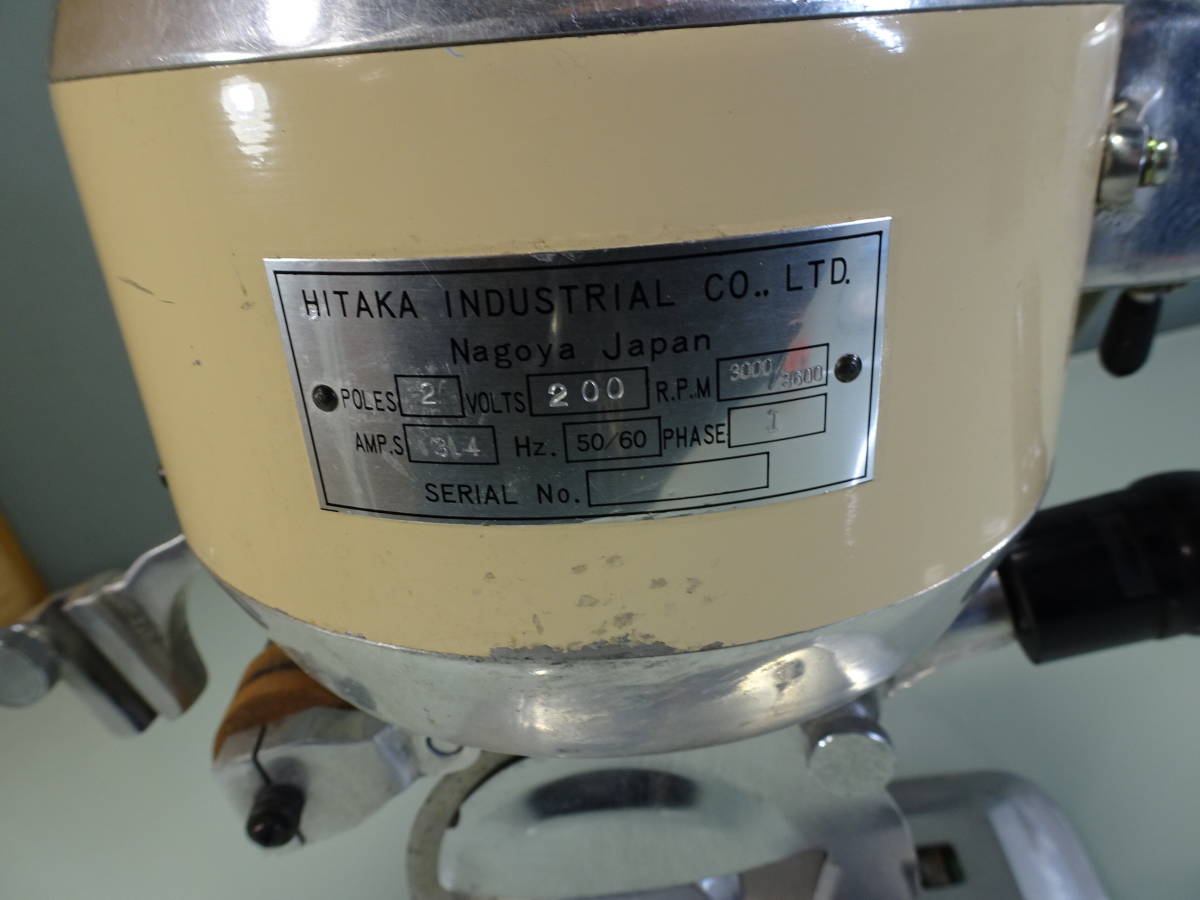 HITAKA INDUSTRIAL CO., LTD.
Nagoya Japan
POLES 2 VOLTS 200 R.P.M 3000/3600
AMP.S 3.4 Hz. 50/60 PHASE 1
SERIAL No.